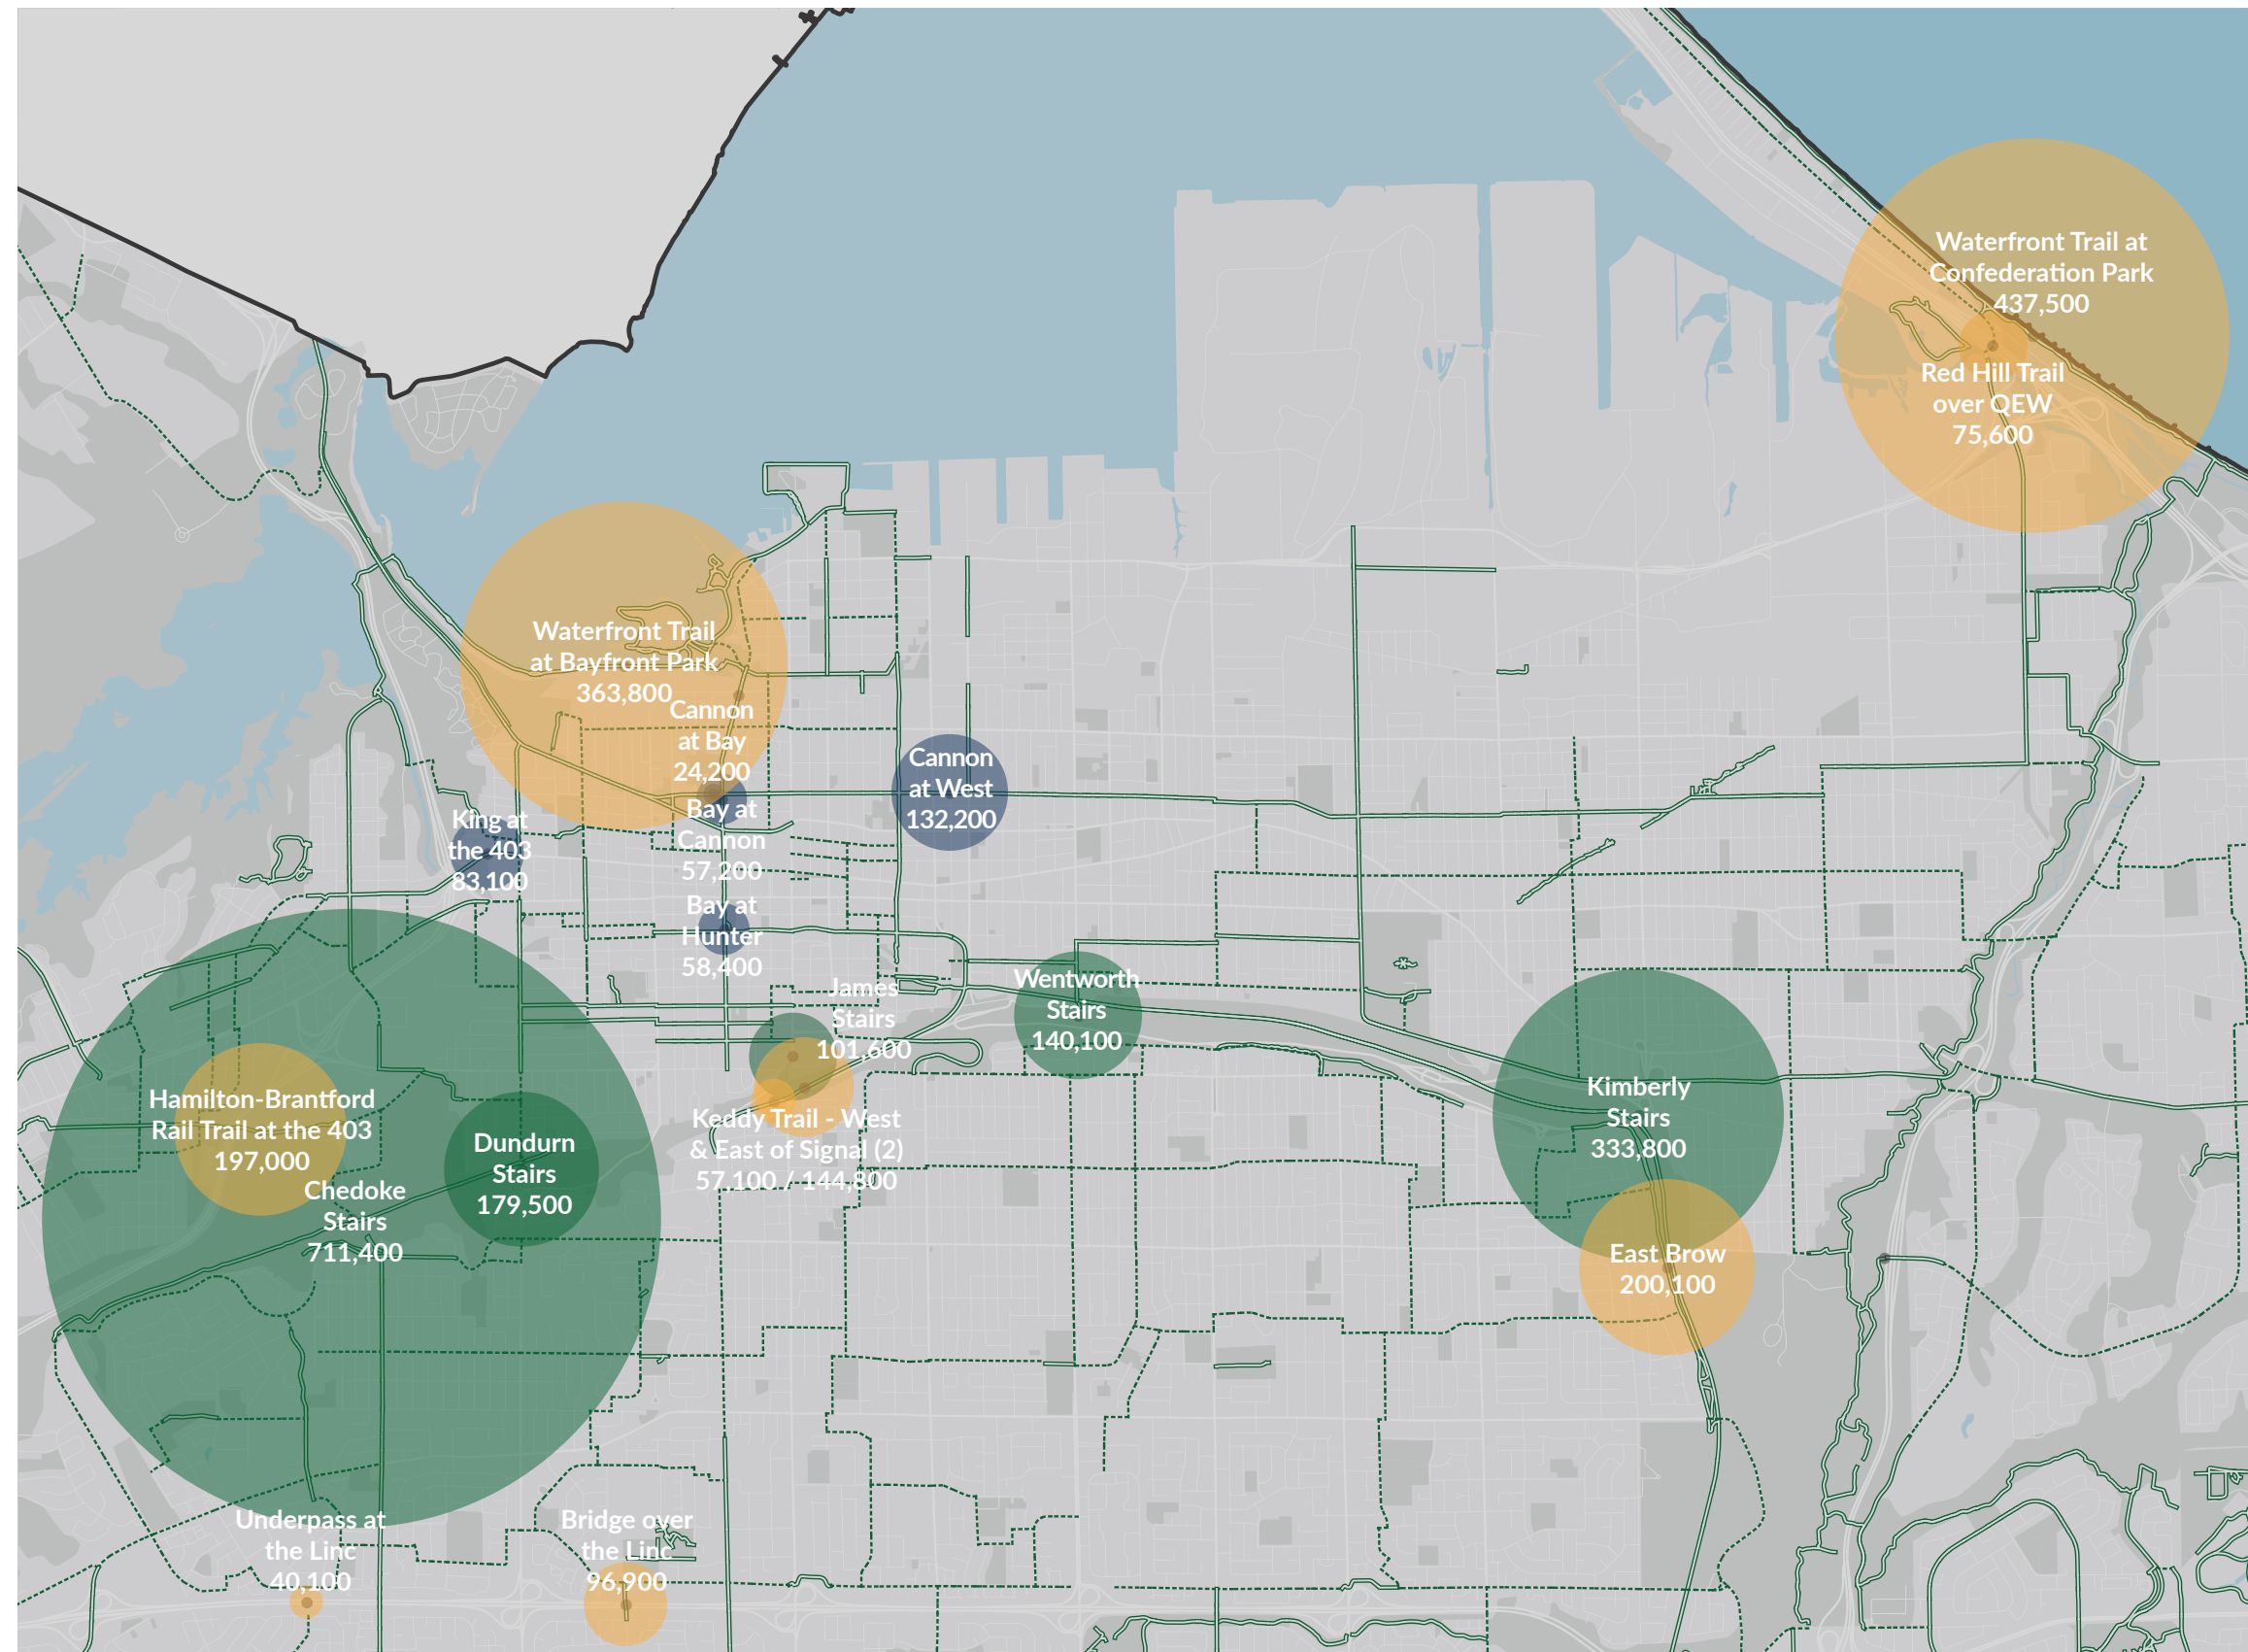 Waterfront Trail at
Confederation Park
437,500
Red Hill Trail
over QEW
75,600
Waterfront Trail
at Bayfront Park
363,800
Cannon
at Bay
24,200
Cannon
at West
132,200
King at
the 403
83,100
Bay at
Cannon
57,200
Bay at
Hunter
58,400
James
Stairs
101,600
Wentworth
Stairs
140,100
Hamilton-Brantford
Rail Trail at the 403
197,000
Dundurn
Stairs
179,500
Keddy Trail - West
& East of Signal (2)
57,100 / 144,800
Kimberly
Stairs
333,800
Chedoke
Stairs
711,400
East Brow
200,100
Underpass at
the Linc
40,100
Bridge over
the Linc
96,900